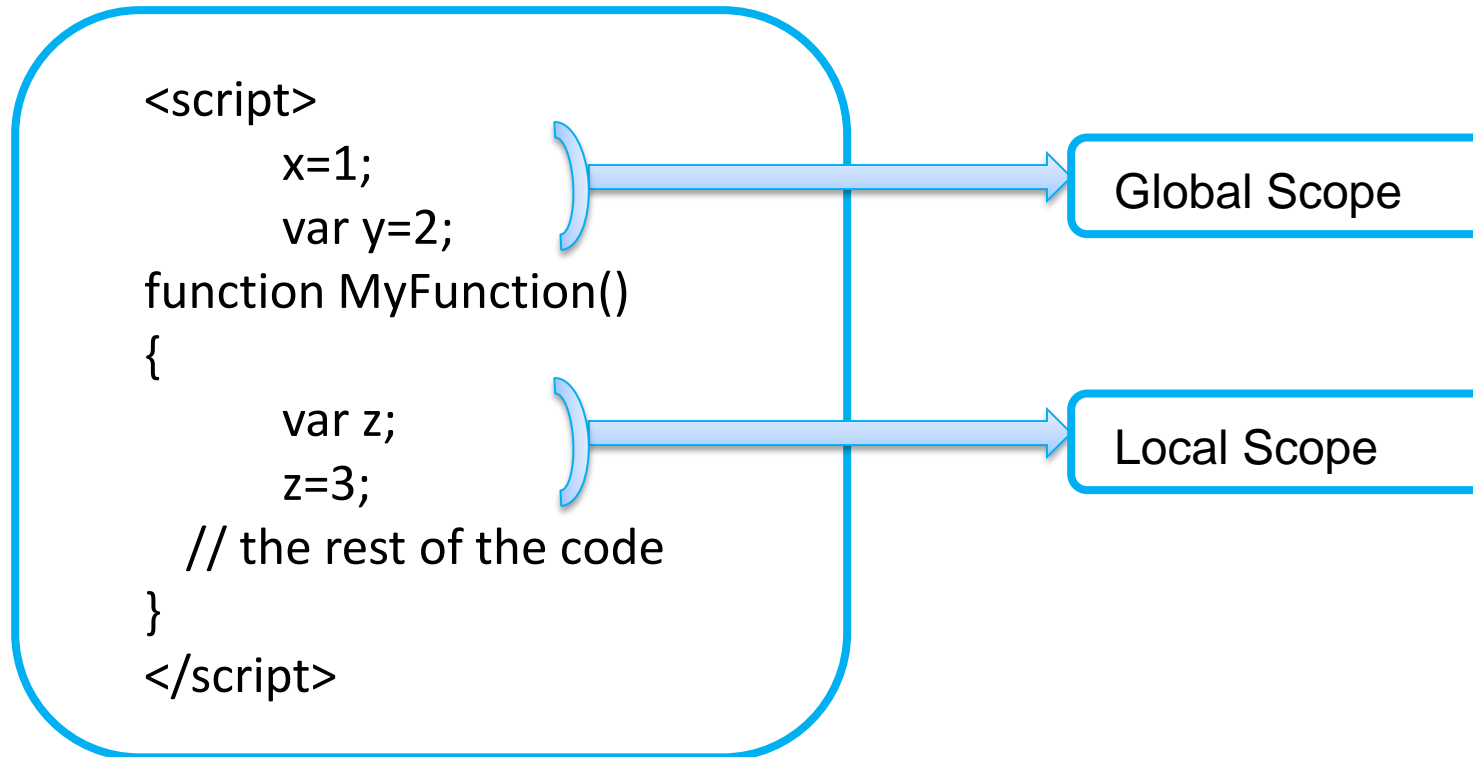 <script>
x=1;
var y=2;
function MyFunction()
{
var z;
z=3;
// the rest of the code
}
</script>
Global Scope
Local Scope